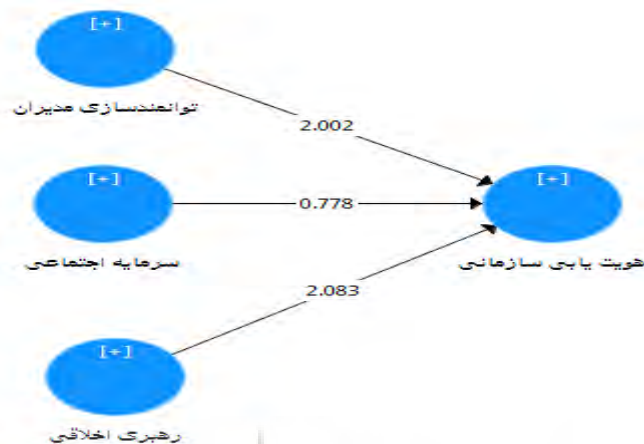 [+]
توانمندسازی مدیران
2.002
[+]
[+]
0.778
سرمایه اجتماعی
هویت یابی سازمانی
2.083
[+]
رهبری اخلاقی